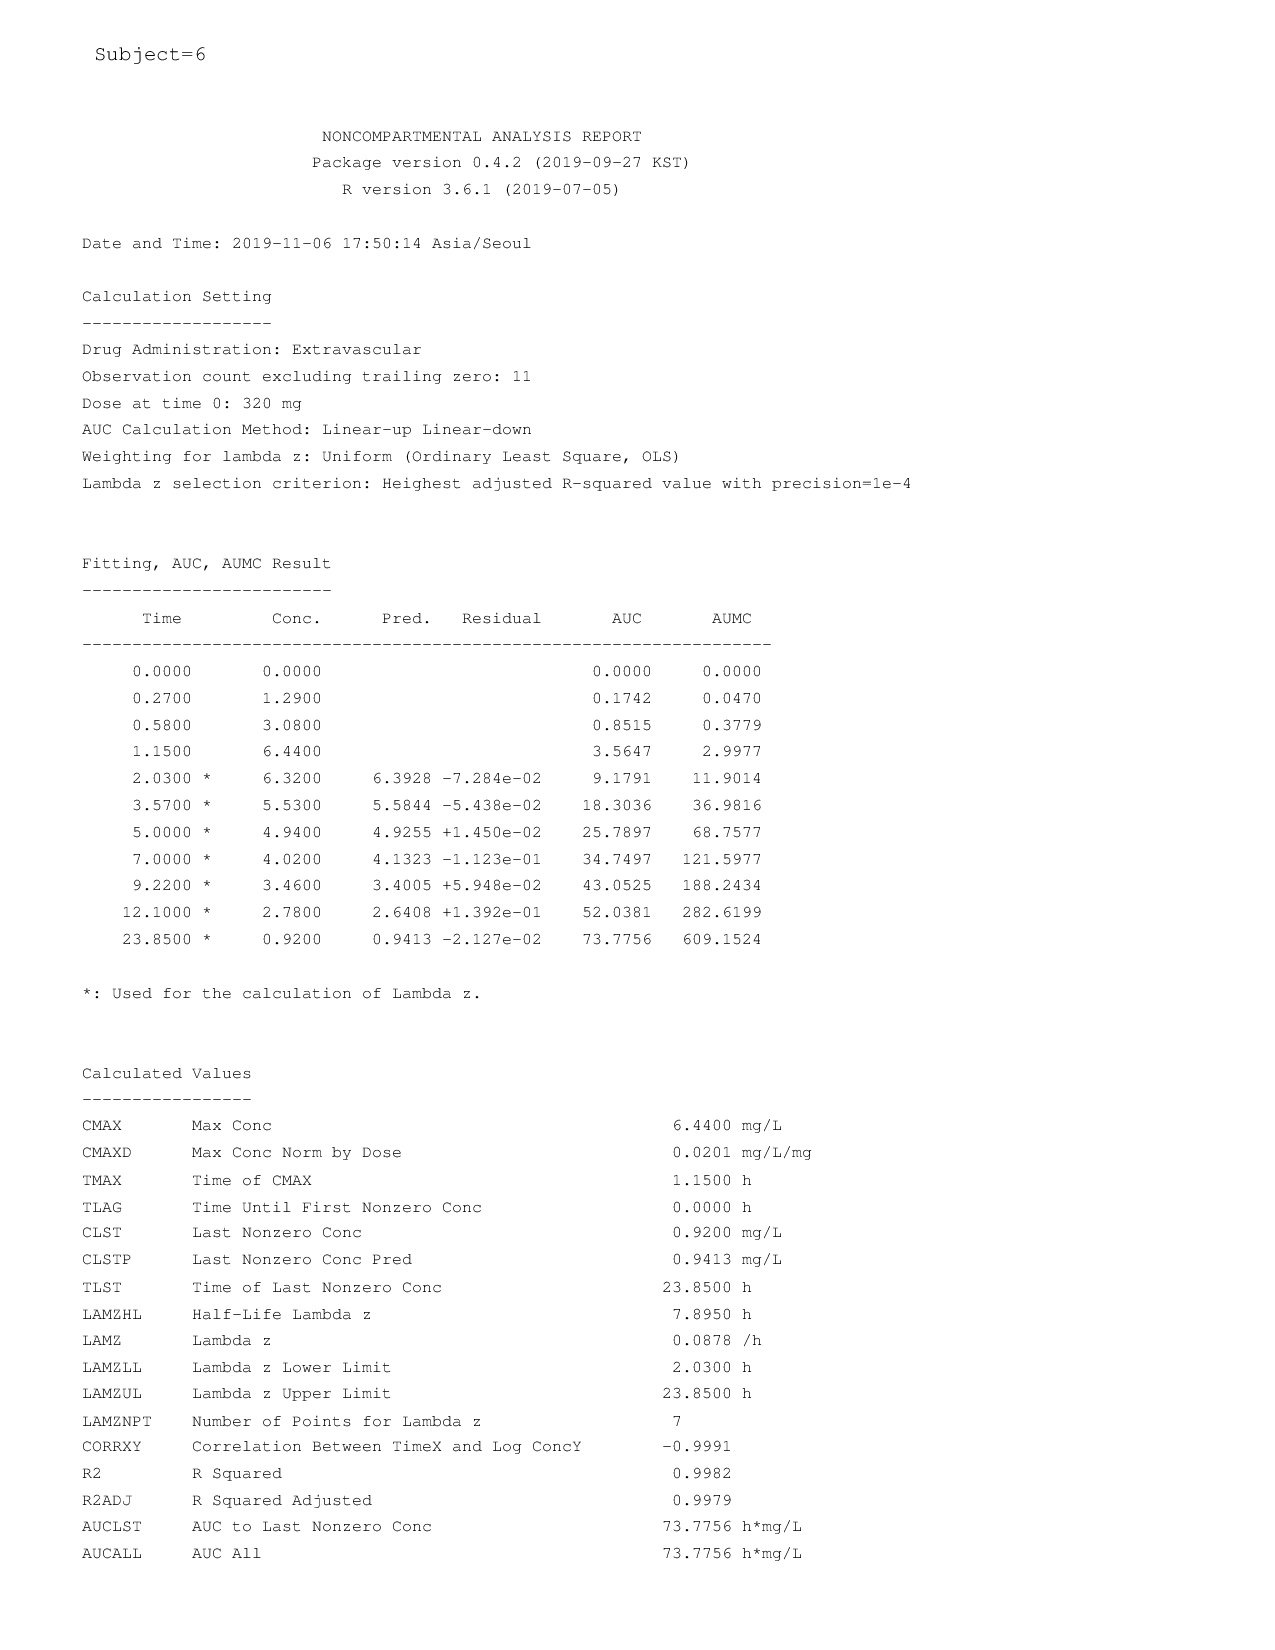 Subject=6
NONCOMPARTMENTAL ANALYSIS REPORT
Package version 0.4.2 (2019-09-27 KST)
R version 3.6.1 (2019-07-05)
Date and Time: 2019-11-06 17:50:14 Asia/Seoul
Calculation Setting
-------------------
Drug Administration: Extravascular
Observation count excluding trailing zero: 11
Dose at time 0: 320 mg
AUC Calculation Method: Linear-up Linear-down
Weighting for lambda z: Uniform (Ordinary Least Square, OLS)
Lambda z selection criterion: Heighest adjusted R-squared value with precision=1e-4
Fitting, AUC, AUMC Result
-------------------------
Time Conc. Pred. Residual AUC AUMC
---------------------------------------------------------------------
0.0000 0.0000 0.0000 0.0000
0.2700 1.2900 0.1742 0.0470
0.5800 3.0800 0.8515 0.3779
1.1500 6.4400 3.5647 2.9977
2.0300 * 6.3200 6.3928 -7.284e-02 9.1791 11.9014
3.5700 * 5.5300 5.5844 -5.438e-02 18.3036 36.9816
5.0000 * 4.9400 4.9255 +1.450e-02 25.7897 68.7577
7.0000 * 4.0200 4.1323 -1.123e-01 34.7497 121.5977
9.2200 * 3.4600 3.4005 +5.948e-02 43.0525 188.2434
12.1000 * 2.7800 2.6408 +1.392e-01 52.0381 282.6199
23.8500 * 0.9200 0.9413 -2.127e-02 73.7756 609.1524
*: Used for the calculation of Lambda z.
Calculated Values
-----------------
CMAX Max Conc 6.4400 mg/L
CMAXD Max Conc Norm by Dose 0.0201 mg/L/mg
TMAX Time of CMAX 1.1500 h
TLAG Time Until First Nonzero Conc 0.0000 h
CLST Last Nonzero Conc 0.9200 mg/L
CLSTP Last Nonzero Conc Pred 0.9413 mg/L
TLST Time of Last Nonzero Conc 23.8500 h
LAMZHL Half-Life Lambda z 7.8950 h
LAMZ Lambda z 0.0878 /h
LAMZLL Lambda z Lower Limit 2.0300 h
LAMZUL Lambda z Upper Limit 23.8500 h
LAMZNPT Number of Points for Lambda z 7
CORRXY Correlation Between TimeX and Log ConcY -0.9991
R2 R Squared 0.9982
R2ADJ R Squared Adjusted 0.9979
AUCLST AUC to Last Nonzero Conc 73.7756 h*mg/L
AUCALL AUC All 73.7756 h*mg/L